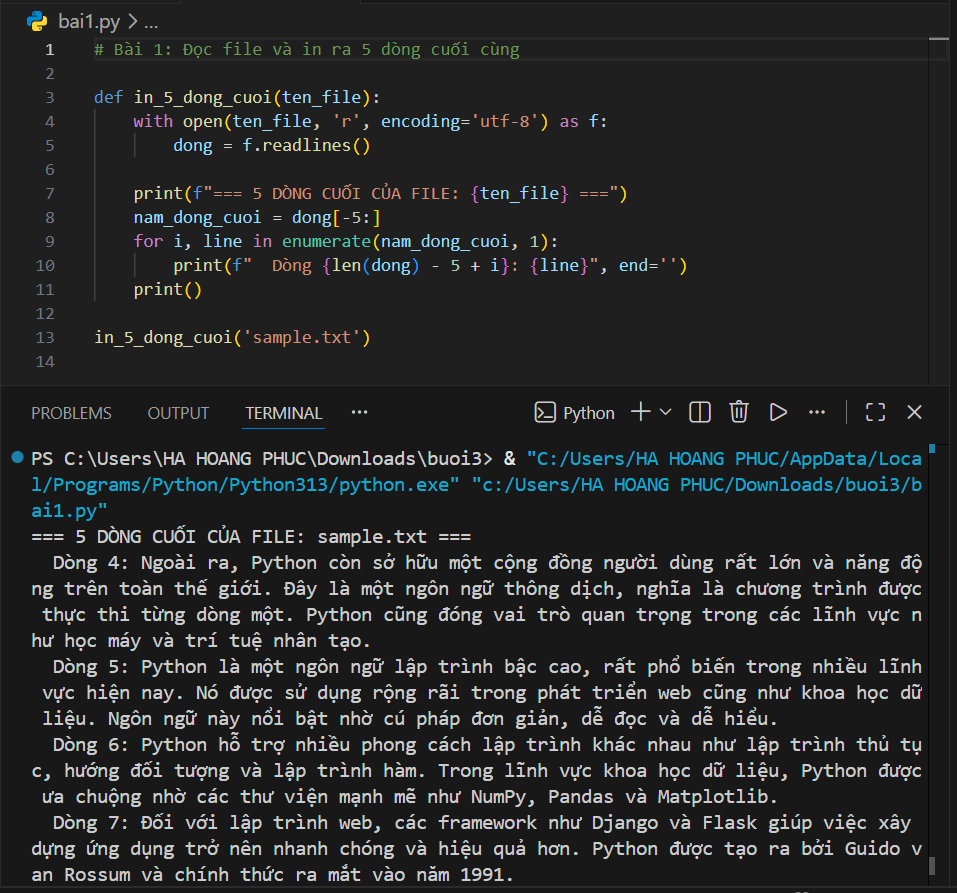 bai1.py > ...
1 # Bài 1: Đọc file và in ra 5 dòng cuối cùng
2
3 def in_5_dong_cuoi(ten_file):
4     with open(ten_file, 'r', encoding='utf-8') as f:
5         dong = f.readlines()
6
7     print(f"=== 5 DÒNG CUỐI CỦA FILE: {ten_file} ===")
8     nam_dong_cuoi = dong[-5:]
9     for i, line in enumerate(nam_dong_cuoi, 1):
10         print(f"  Dòng {len(dong) - 5 + i}: {line}", end='')
11     print()
12
13 in_5_dong_cuoi('sample.txt')
14
PROBLEMS OUTPUT TERMINAL ... Python ...
PS C:\Users\HA HOANG PHUC\Downloads\buoi3> & "C:/Users/HA HOANG PHUC/AppData/Loca
l/Programs/Python/Python313/python.exe" "c:/Users/HA HOANG PHUC/Downloads/buoi3/b
ai1.py"
=== 5 DÒNG CUỐI CỦA FILE: sample.txt ===
  Dòng 4: Ngoài ra, Python còn sở hữu một cộng đồng người dùng rất lớn và năng độ
ng trên toàn thế giới. Đây là một ngôn ngữ thông dịch, nghĩa là chương trình được
 thực thi từng dòng một. Python cũng đóng vai trò quan trọng trong các lĩnh vực n
hư học máy và trí tuệ nhân tạo.
  Dòng 5: Python là một ngôn ngữ lập trình bậc cao, rất phổ biến trong nhiều lĩnh
 vực hiện nay. Nó được sử dụng rộng rãi trong phát triển web cũng như khoa học dữ
 liệu. Ngôn ngữ này nổi bật nhờ cú pháp đơn giản, dễ đọc và dễ hiểu.
  Dòng 6: Python hỗ trợ nhiều phong cách lập trình khác nhau như lập trình thủ tụ
c, hướng đối tượng và lập trình hàm. Trong lĩnh vực khoa học dữ liệu, Python được
 ưa chuộng nhờ các thư viện mạnh mẽ như NumPy, Pandas và Matplotlib.
  Dòng 7: Đối với lập trình web, các framework như Django và Flask giúp việc xây
dựng ứng dụng trở nên nhanh chóng và hiệu quả hơn. Python được tạo ra bởi Guido v
an Rossum và chính thức ra mắt vào năm 1991.